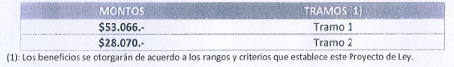 MONTOS TRAMOS (1)
$53.066.- Tramo 1
$28.070.- Tramo 2
(1): Los beneficios se otorgarán de acuerdo a los rangos y criterios que establece este Proyecto de Ley.